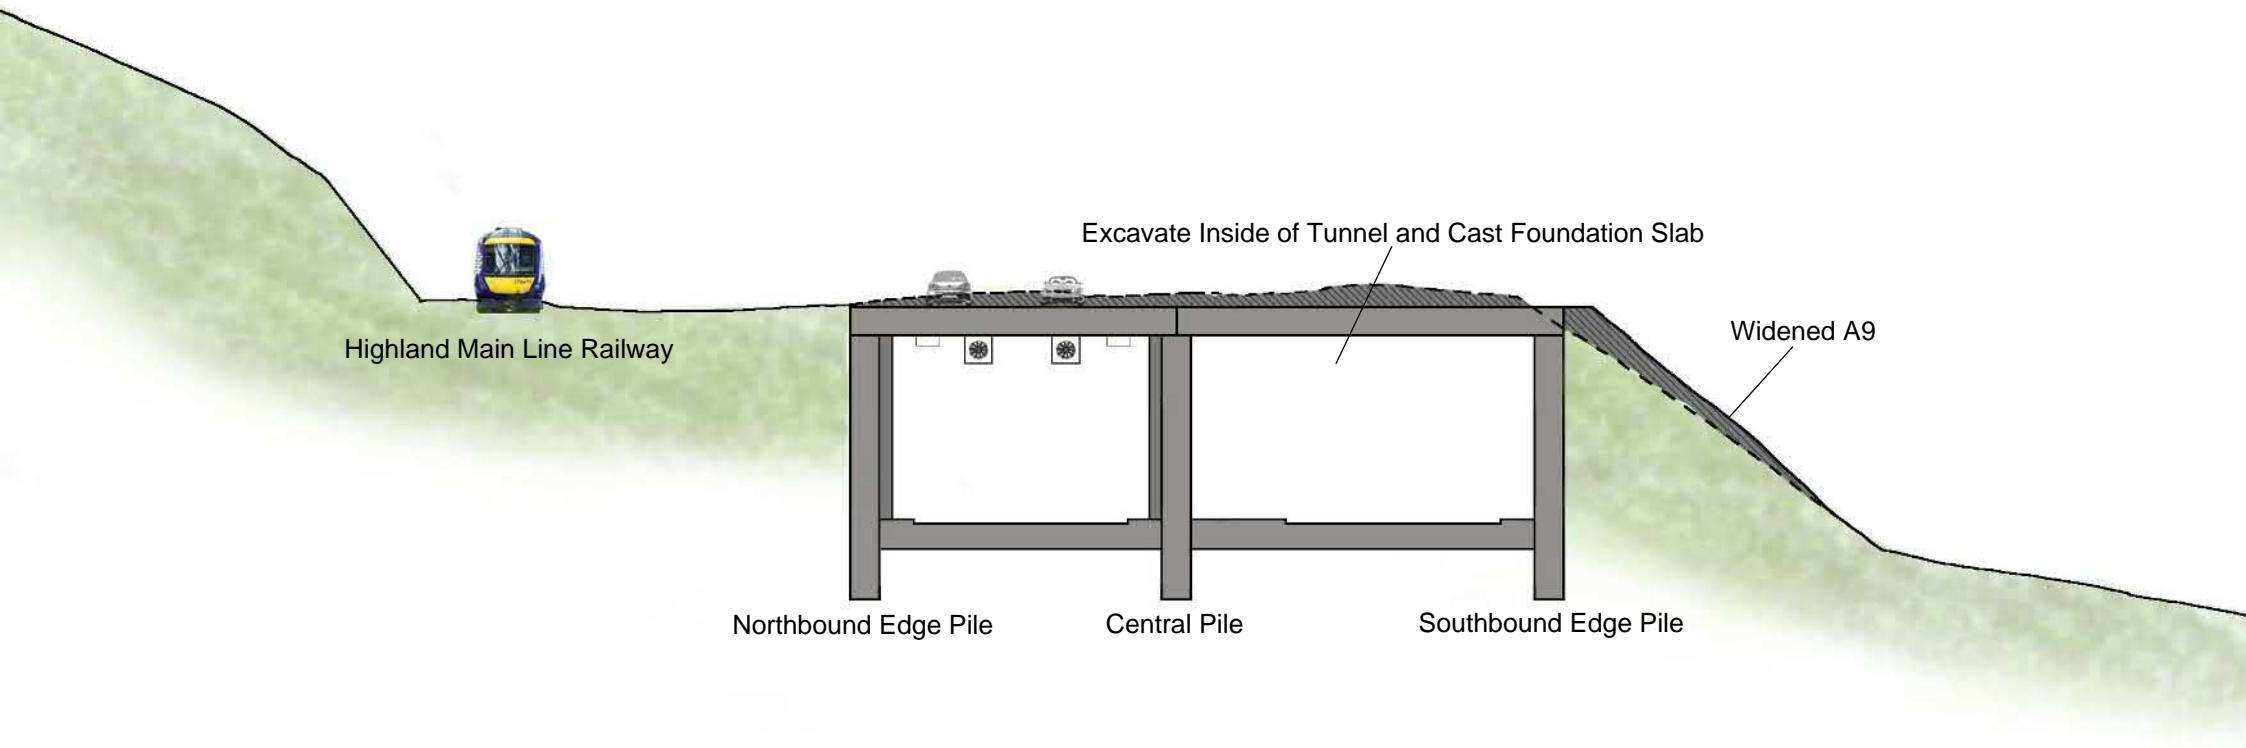 Excavate Inside of Tunnel and Cast Foundation Slab
Widened A9
Highland Main Line Railway
Northbound Edge Pile
Central Pile
Southbound Edge Pile